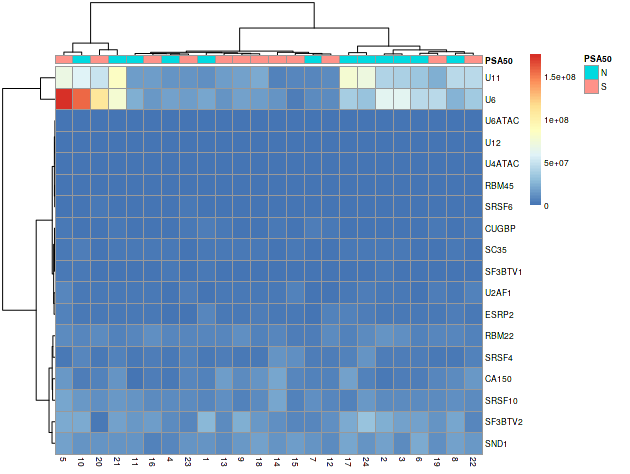 PSA50
U11
U6
U6ATAC
U12
U4ATAC
RBM45
SRSF6
CUGBP
SC35
SF3BTV1
U2AF1
ESRP2
RBM22
SRSF4
CA150
SRSF10
SF3BTV2
SND1
5 10 20 21 11 16 4 23 1 13 9 18 14 15 7 12 17 24 2 3 6 19 8 22
1.5e+08
1e+08
5e+07
0
PSA50
N
S